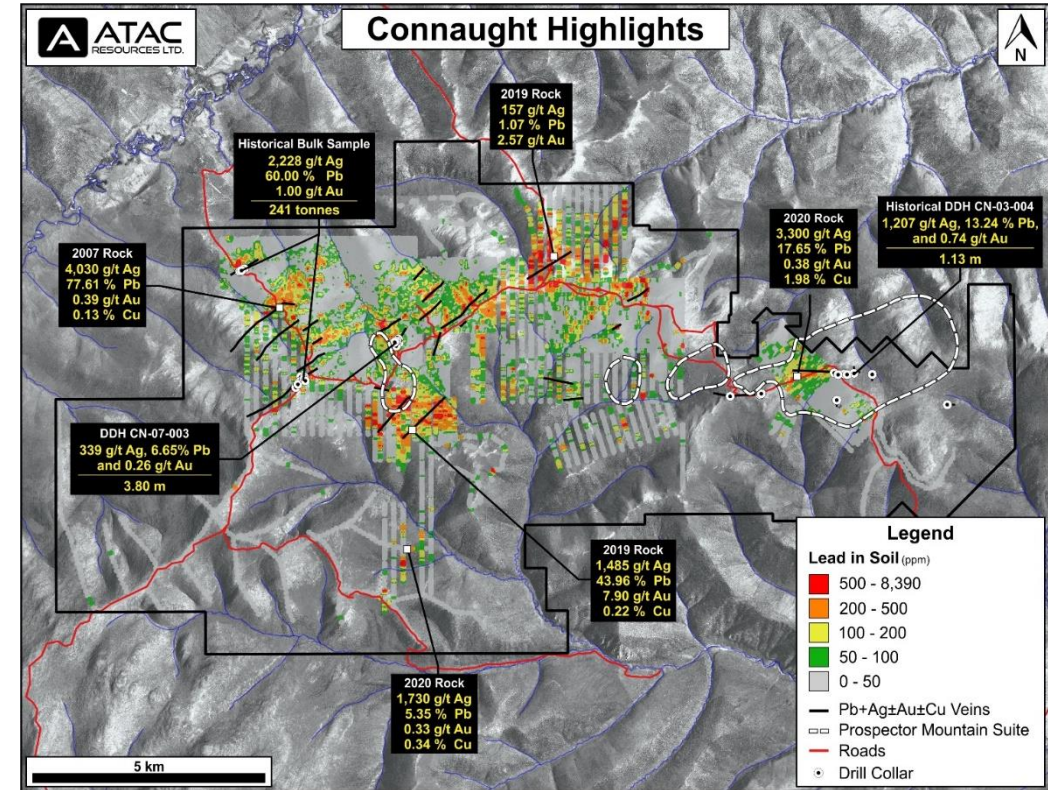 ATAC
RESOURCES LTD.
Connaught Highlights
N
2019 Rock
157 g/t Ag
1.07 % Pb
2.57 g/t Au
Historical Bulk Sample
2,228 g/t Ag
60.00 % Pb
1.00 g/t Au
241 tonnes
2007 Rock
4,030 g/t Ag
77.61 % Pb
0.39 g/t Au
0.13 % Cu
2020 Rock
3,300 g/t Ag
17.65 % Pb
0.38 g/t Au
1.98 % Cu
Historical DDH CN-03-004
1,207 g/t Ag, 13.24 % Pb,
and 0.74 g/t Au
1.13 m
DDH CN-07-003
339 g/t Ag, 6.65% Pb
and 0.26 g/t Au
3.80 m
2019 Rock
1,485 g/t Ag
43.96 % Pb
7.90 g/t Au
0.22 % Cu
2020 Rock
1,730 g/t Ag
5.35 % Pb
0.33 g/t Au
0.34 % Cu
Legend
Lead in Soil (ppm)
500 - 8,390
200 - 500
100 - 200
50 - 100
0 - 50
Pb+Ag±Au±Cu Veins
Prospector Mountain Suite
Roads
Drill Collar
5 km